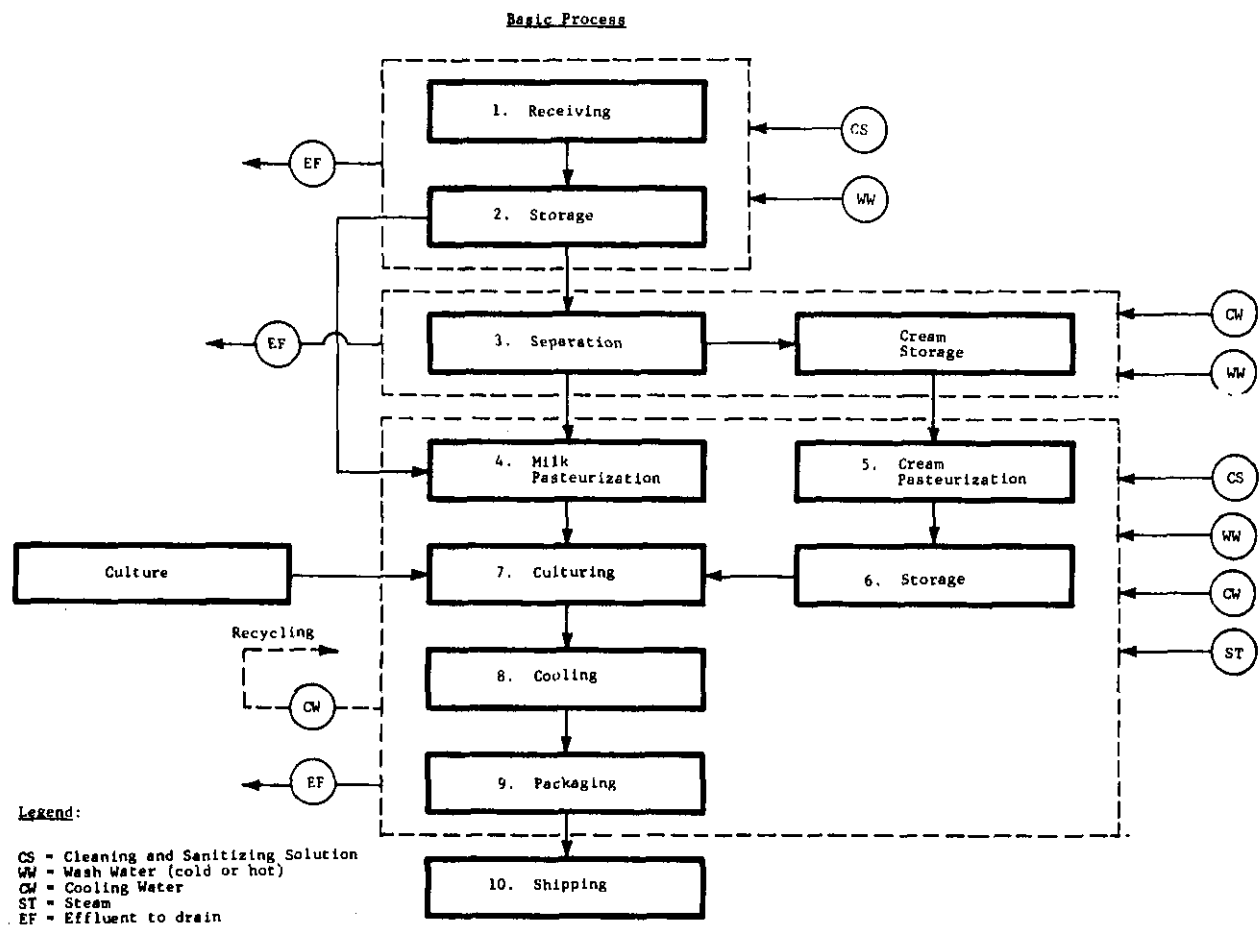 Basic Process
1. Receiving
CS
EF
WW
2. Storage
CW
EF
3. Separation
Cream
Storage
WW
4. Milk
Pasteurization
5. Cream
Pasteurization
CS
WW
Culture
7. Culturing
6. Storage
CW
Recycling
ST
8. Cooling
CW
EF
9. Packaging
Legend:
CS = Cleaning and Sanitizing Solution
WW = Wash Water (cold or hot)
CW = Cooling Water
ST = Steam
EF = Effluent to drain
10. Shipping